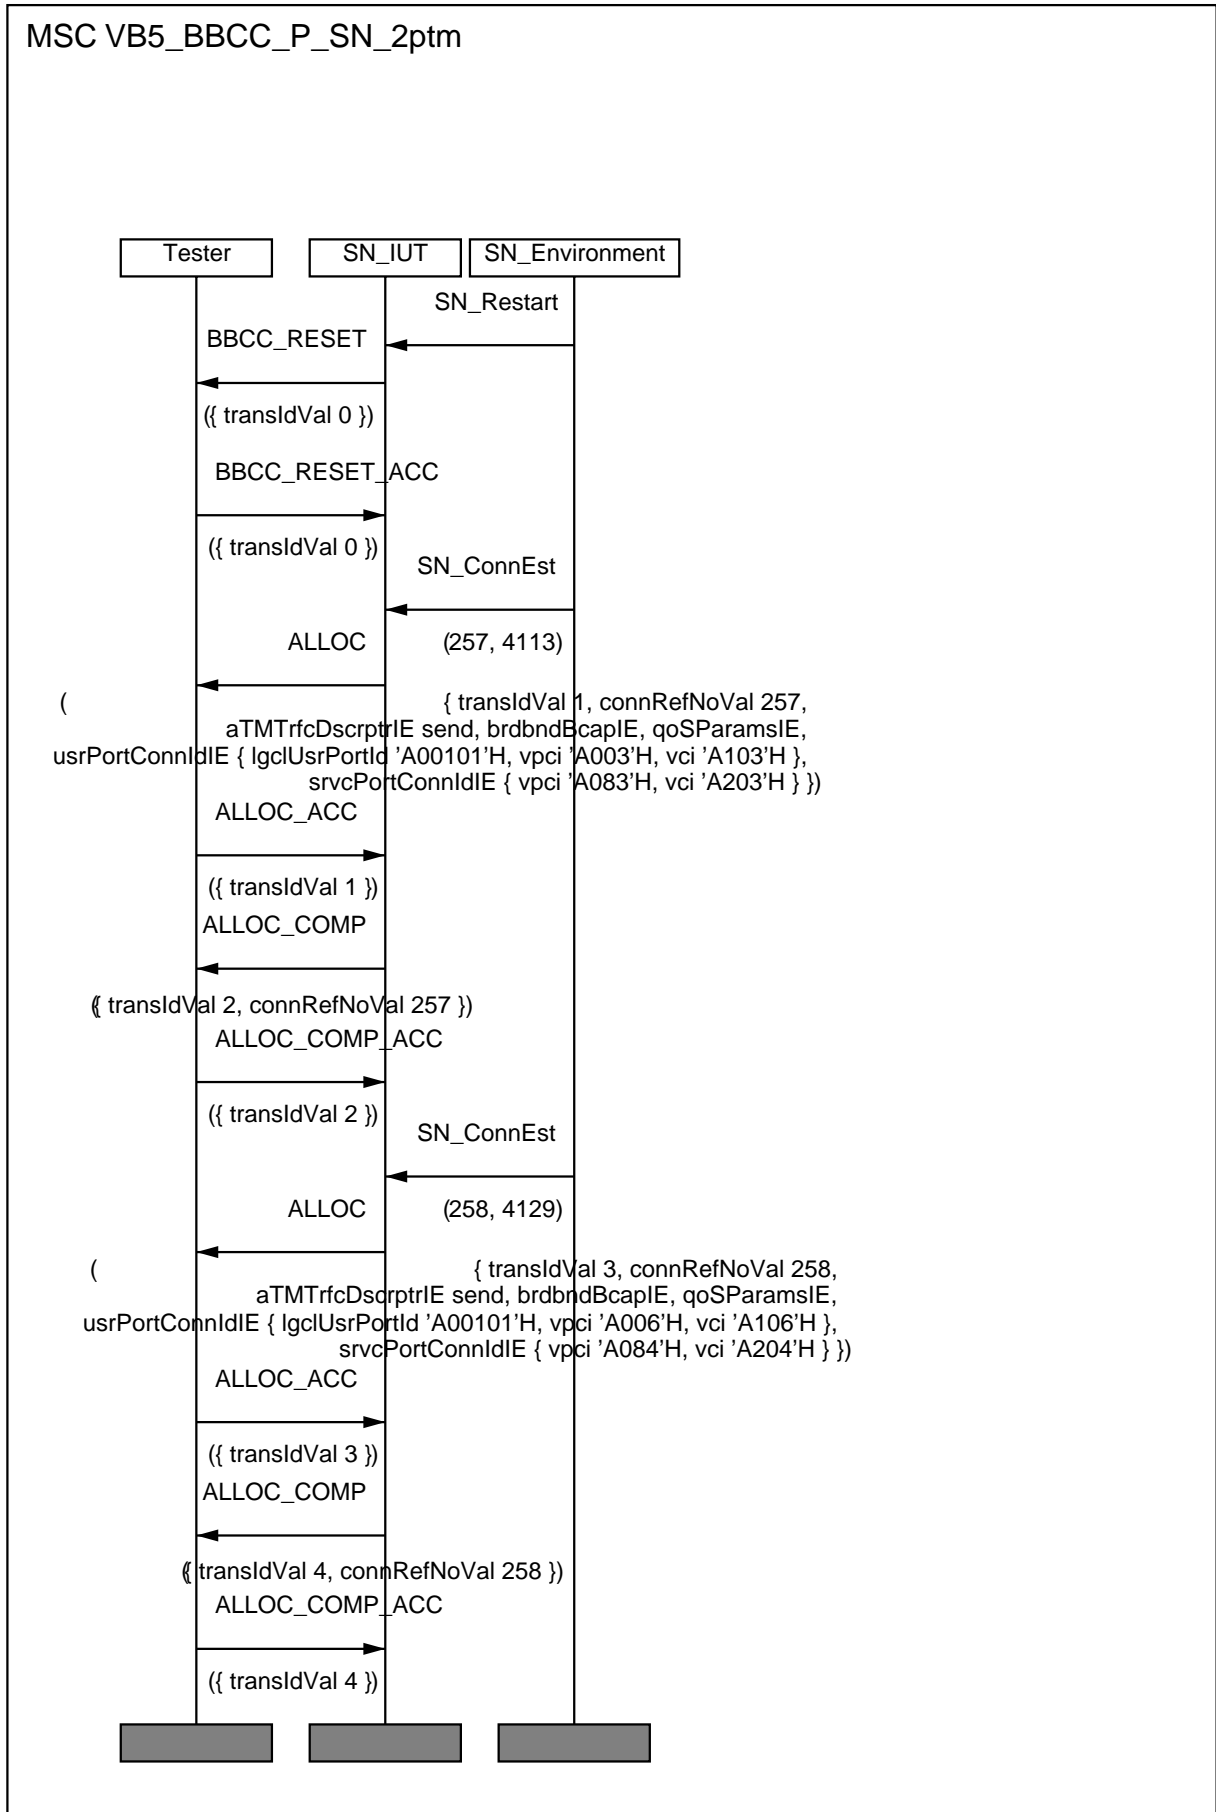 MSC VB5_BBCC_P_SN_2ptm
Tester SN_IUT SN_Environment
SN_Restart
BBCC_RESET
({ transIdVal 0 })
BBCC_RESET_ACC
({ transIdVal 0 })
SN_ConnEst
ALLOC (257, 4113)
( { transIdVal 1, connRefNoVal 257,
aTMTrfcDscrptrIE send, brdbndBcapIE, qoSParamsIE,
usrPortConnIdIE { lgclUsrPortId 'A00101'H, vpci 'A003'H, vci 'A103'H },
srvcPortConnIdIE { vpci 'A083'H, vci 'A203'H } })
ALLOC_ACC
({ transIdVal 1 })
ALLOC_COMP
({ transIdVal 2, connRefNoVal 257 })
ALLOC_COMP_ACC
({ transIdVal 2 })
SN_ConnEst
ALLOC (258, 4129)
( { transIdVal 3, connRefNoVal 258,
aTMTrfcDscrptrIE send, brdbndBcapIE, qoSParamsIE,
usrPortConnIdIE { lgclUsrPortId 'A00101'H, vpci 'A006'H, vci 'A106'H },
srvcPortConnIdIE { vpci 'A084'H, vci 'A204'H } })
ALLOC_ACC
({ transIdVal 3 })
ALLOC_COMP
({ transIdVal 4, connRefNoVal 258 })
ALLOC_COMP_ACC
({ transIdVal 4 })